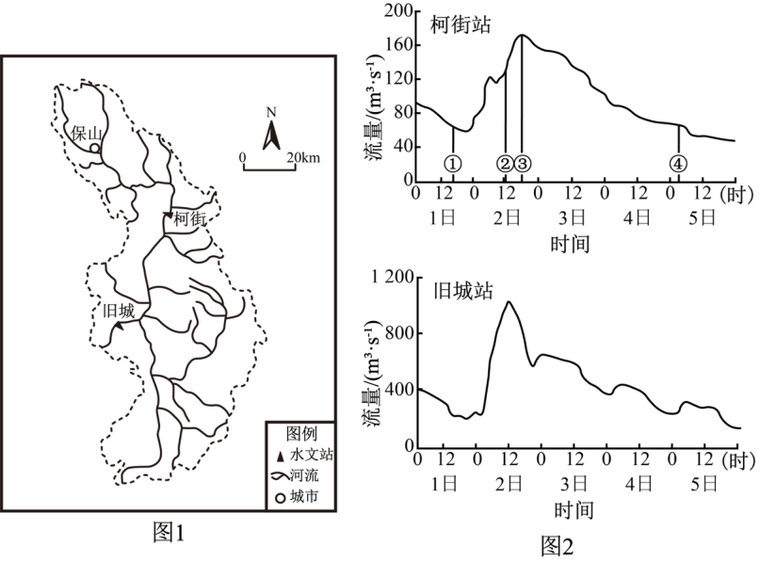 保山
N
0 20km
柯街
旧城
图例
水文站
河流
城市
图1
柯街站
流量/(m³·s⁻¹)
200
160
120
80
40
0
① ②③ ④
0 12 0 12 0 12 0 12 0 12 (时)
1日 2日 3日 4日 5日
时间
旧城站
流量/(m³·s⁻¹)
1 200
800
400
0
0 12 0 12 0 12 0 12 0 12 (时)
1日 2日 3日 4日 5日
时间
图2